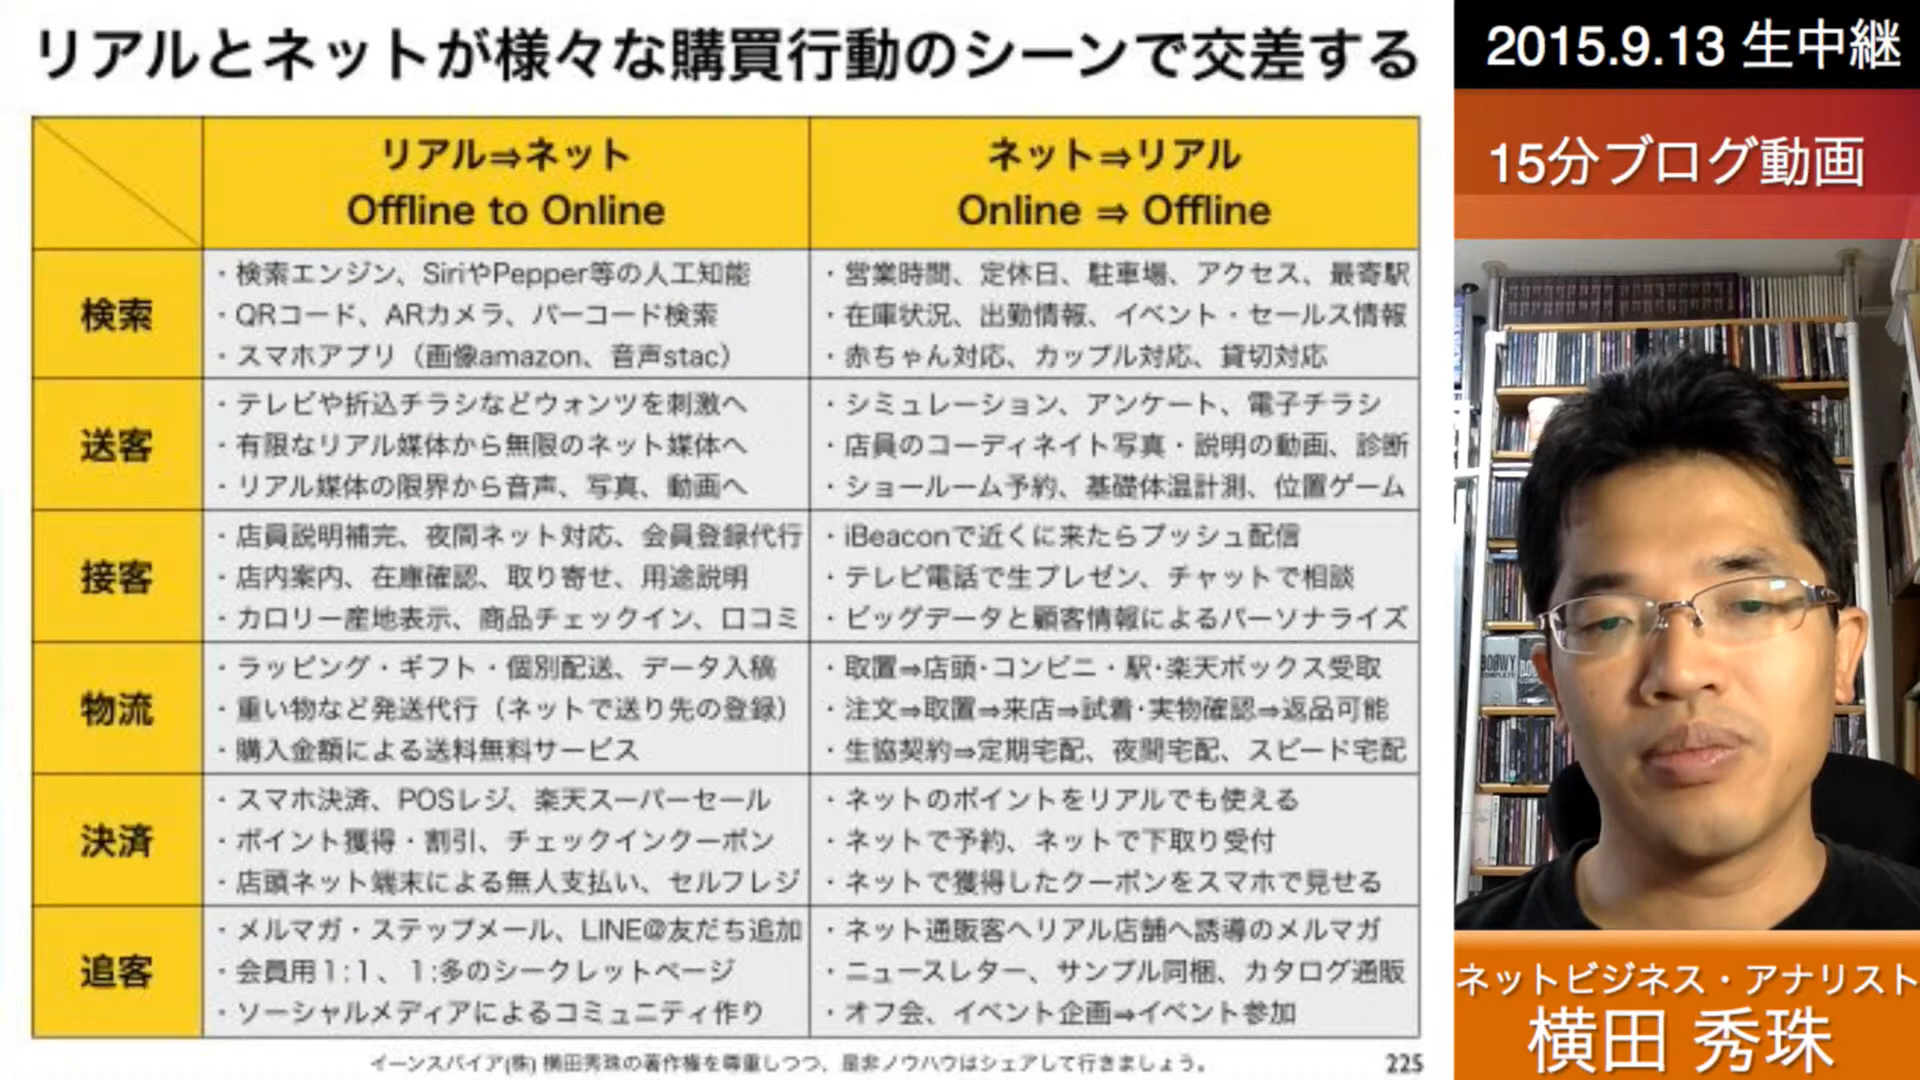 リアルとネットが様々な購買行動のシーンで交差する
リアル⇒ネット
Offline to Online
ネット⇒リアル
Online ⇒ Offline
検索
・検索エンジン、SiriやPepper等の人工知能
・QRコード、ARカメラ、バーコード検索
・スマホアプリ（画像amazon、音声stac）
・営業時間、定休日、駐車場、アクセス、最寄駅
・在庫状況、出勤情報、イベント・セールス情報
・赤ちゃん対応、カップル対応、貸切対応
送客
・テレビや折込チラシなどウォンツを刺激へ
・有限なリアル媒体から無限のネット媒体へ
・リアル媒体の限界から音声、写真、動画へ
・シミュレーション、アンケート、電子チラシ
・店員のコーディネイト写真・説明の動画、診断
・ショールーム予約、基礎体温計測、位置ゲーム
接客
・店員説明補完、夜間ネット対応、会員登録代行
・店内案内、在庫確認、取り寄せ、用途説明
・カロリー産地表示、商品チェックイン、口コミ
・iBeaconで近くに来たらプッシュ配信
・テレビ電話で生プレゼン、チャットで相談
・ビッグデータと顧客情報によるパーソナライズ
物流
・ラッピング・ギフト・個別配送、データ入稿
・重い物など発送代行（ネットで送り先の登録）
・購入金額による送料無料サービス
・取置⇒店頭･コンビニ・駅･楽天ボックス受取
・注文⇒取置⇒来店⇒試着･実物確認⇒返品可能
・生協契約⇒定期宅配、夜間宅配、スピード宅配
決済
・スマホ決済、POSレジ、楽天スーパーセール
・ポイント獲得・割引、チェックインクーポン
・店頭ネット端末による無人支払い、セルフレジ
・ネットのポイントをリアルでも使える
・ネットで予約、ネットで下取り受付
・ネットで獲得したクーポンをスマホで見せる
追客
・メルマガ・ステップメール、LINE@友だち追加
・会員用１:１、１:多のシークレットページ
・ソーシャルメディアによるコミュニティ作り
・ネット通販客へリアル店舗へ誘導のメルマガ
・ニュースレター、サンプル同梱、カタログ通販
・オフ会、イベント企画⇒イベント参加
イーンスパイア(株) 横田秀珠の著作権を尊重しつつ、是非ノウハウはシェアして行きましょう。
225
2015.9.13 生中継
15分ブログ動画
BOØWY
ネットビジネス・アナリスト
横田 秀珠